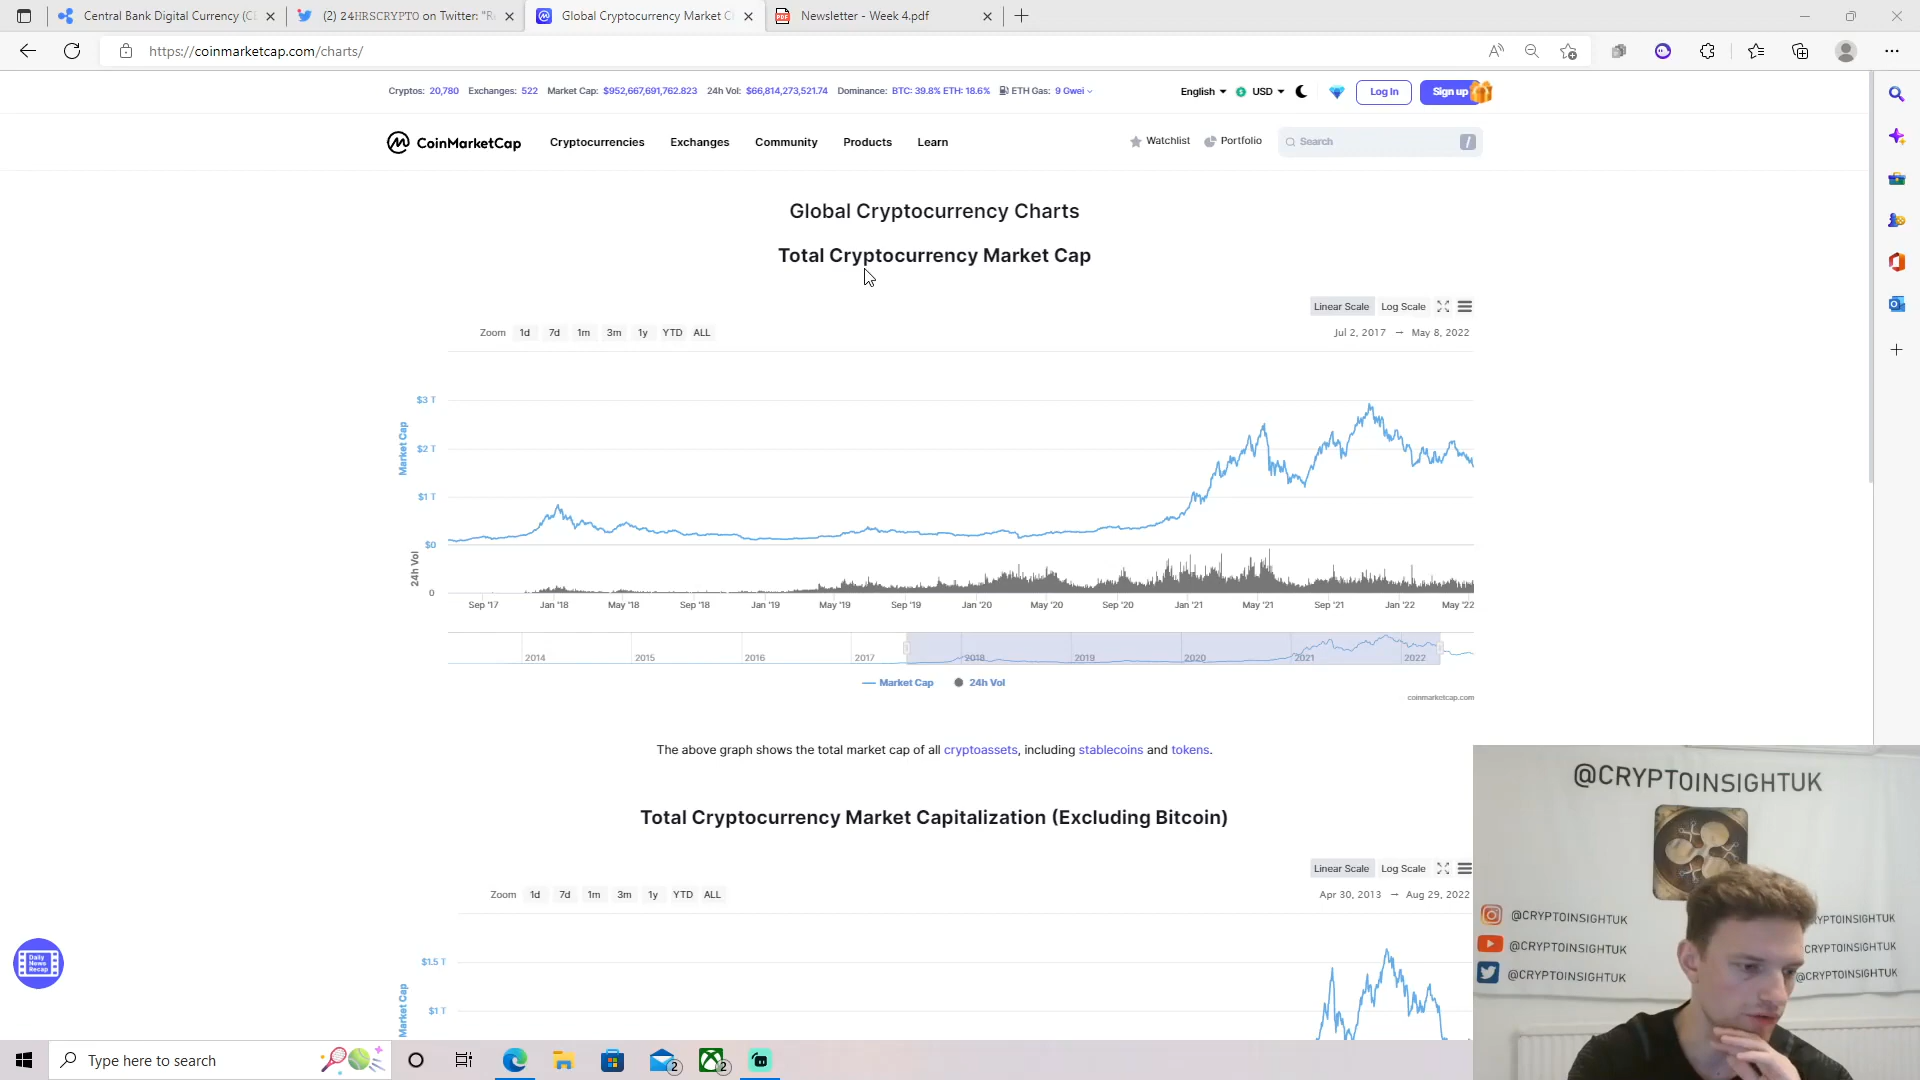 Central Bank Digital Currency (C
(2) 24HRSCRYPTO on Twitter: "R
Global Cryptocurrency Market C
Newsletter - Week 4.pdf
https://coinmarketcap.com/charts/
Cryptos: 20,780 Exchanges: 522 Market Cap: $952,667,691,762.823 24h Vol: $66,814,273,521.74 Dominance: BTC: 39.8% ETH: 18.6% ETH Gas: 9 Gwei
English USD Log In Sign up
CoinMarketCap Cryptocurrencies Exchanges Community Products Learn Watchlist Portfolio Search /
Global Cryptocurrency Charts
Total Cryptocurrency Market Cap
Linear Scale Log Scale
Zoom 1d 7d 1m 3m 1y YTD ALL Jul 2, 2017 → May 8, 2022
$3 T
$2 T
$1 T
$0
Market Cap
24h Vol
0
Sep '17 Jan '18 May '18 Sep '18 Jan '19 May '19 Sep '19 Jan '20 May '20 Sep '20 Jan '21 May '21 Sep '21 Jan '22 May '22
2014 2015 2016 2017 2018 2019 2020 2021 2022
Market Cap 24h Vol
coinmarketcap.com
The above graph shows the total market cap of all cryptoassets, including stablecoins and tokens.
Total Cryptocurrency Market Capitalization (Excluding Bitcoin)
Linear Scale Log Scale
Zoom 1d 7d 1m 3m 1y YTD ALL Apr 30, 2013 → Aug 29, 2022
$1.5 T
$1 T
Market Cap
Daily
News
Recap
@CRYPTOINSIGHTUK
@CRYPTOINSIGHTUK
@CRYPTOINSIGHTUK
@CRYPTOINSIGHTUK
RYPTOINSIGHTUK
CRYPTOINSIGHTUK
@CRYPTOINSIGHTUK
Type here to search
2
2